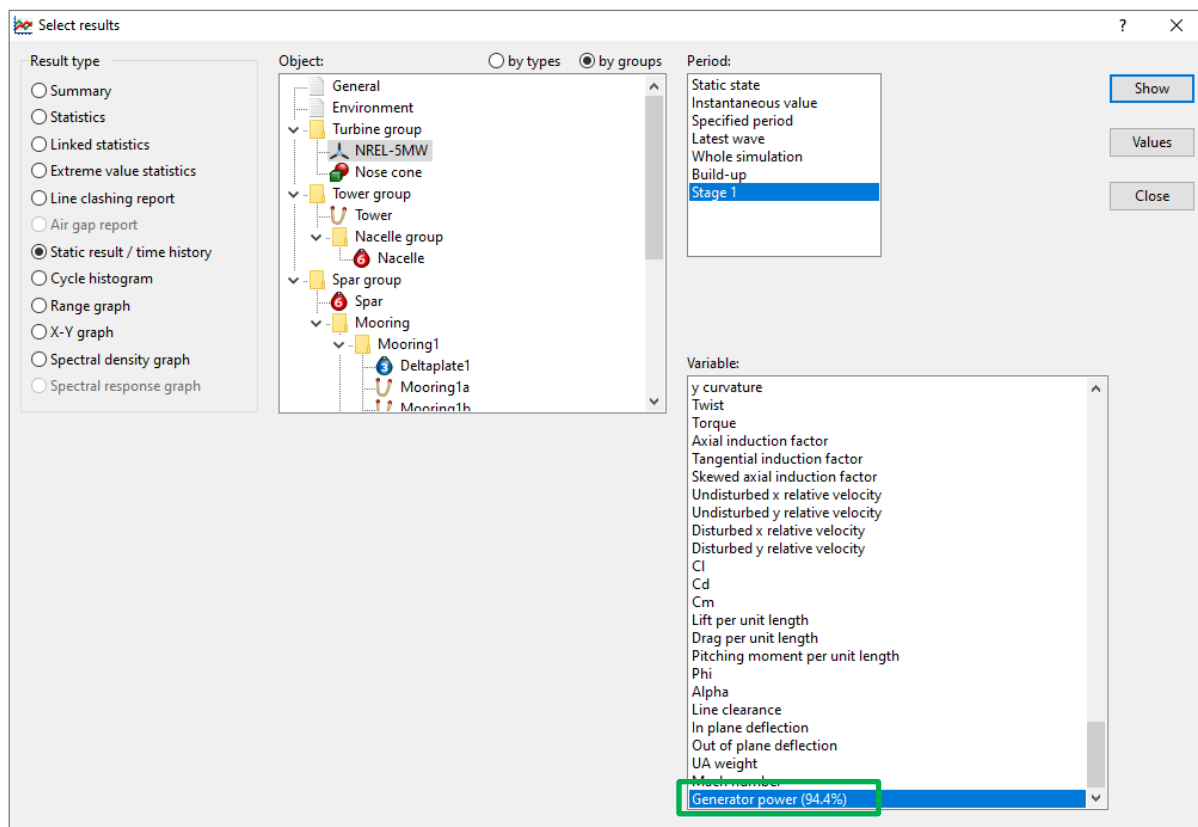 Select results
?
Result type
Summary
Statistics
Linked statistics
Extreme value statistics
Line clashing report
Air gap report
Static result / time history
Cycle histogram
Range graph
X-Y graph
Spectral density graph
Spectral response graph
Object:
by types
by groups
General
Environment
Turbine group
NREL-5MW
Nose cone
Tower group
Tower
Nacelle group
6
Nacelle
Spar group
6
Spar
Mooring
Mooring1
3
Deltaplate1
Mooring1a
Mooring1b
Period:
Static state
Instantaneous value
Specified period
Latest wave
Whole simulation
Build-up
Stage 1
Show
Values
Close
Variable:
y curvature
Twist
Torque
Axial induction factor
Tangential induction factor
Skewed axial induction factor
Undisturbed x relative velocity
Undisturbed y relative velocity
Disturbed x relative velocity
Disturbed y relative velocity
Cl
Cd
Cm
Lift per unit length
Drag per unit length
Pitching moment per unit length
Phi
Alpha
Line clearance
In plane deflection
Out of plane deflection
UA weight
Mach number
Generator power (94.4%)